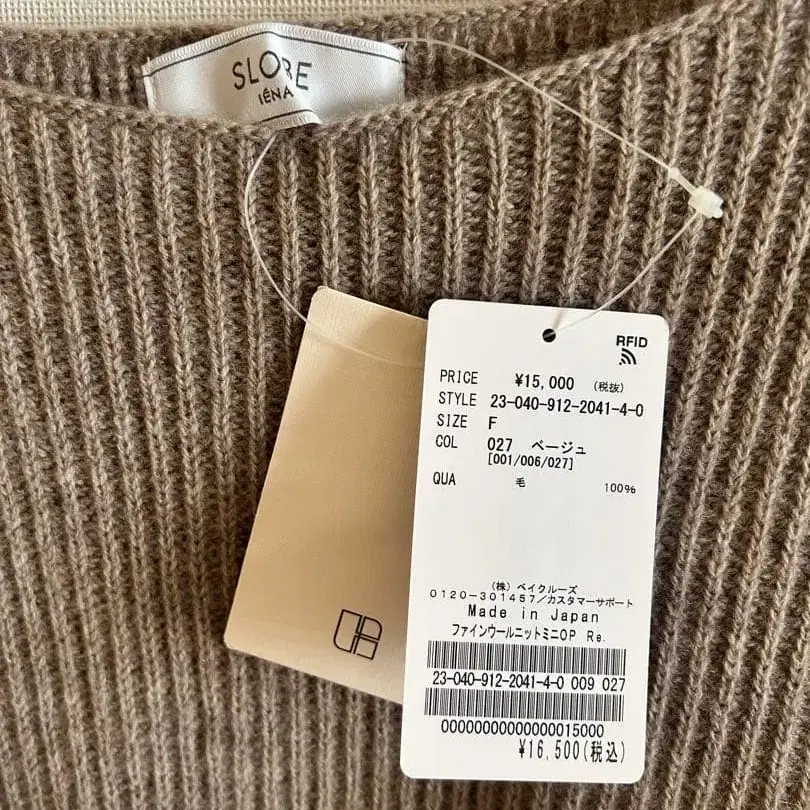 SLOBE
IÉNA
RFID
PRICE ¥15,000 (税抜)
STYLE 23-040-912-2041-4-0
SIZE F
COL 027 ベージュ
[001/006/027]
QUA 毛 100%
(株) ベイクルーズ
0120-301457/カスタマーサポート
Made in Japan
ファインウールニットミニOP Re.
23-040-912-2041-4-0 009 027
00000000000000015000
¥16,500(税込)